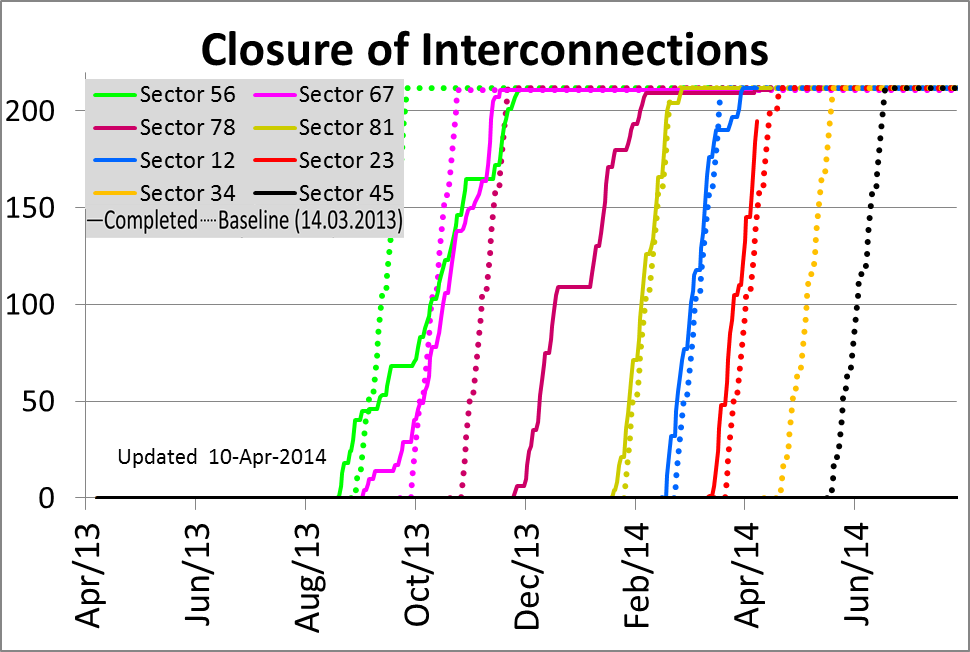 Closure of Interconnections
Sector 56 Sector 67
Sector 78 Sector 81
Sector 12 Sector 23
Sector 34 Sector 45
—Completed ····Baseline (14.03.2013)
200
150
100
50
Updated 10-Apr-2014
0
Apr/13 Jun/13 Aug/13 Oct/13 Dec/13 Feb/14 Apr/14 Jun/14